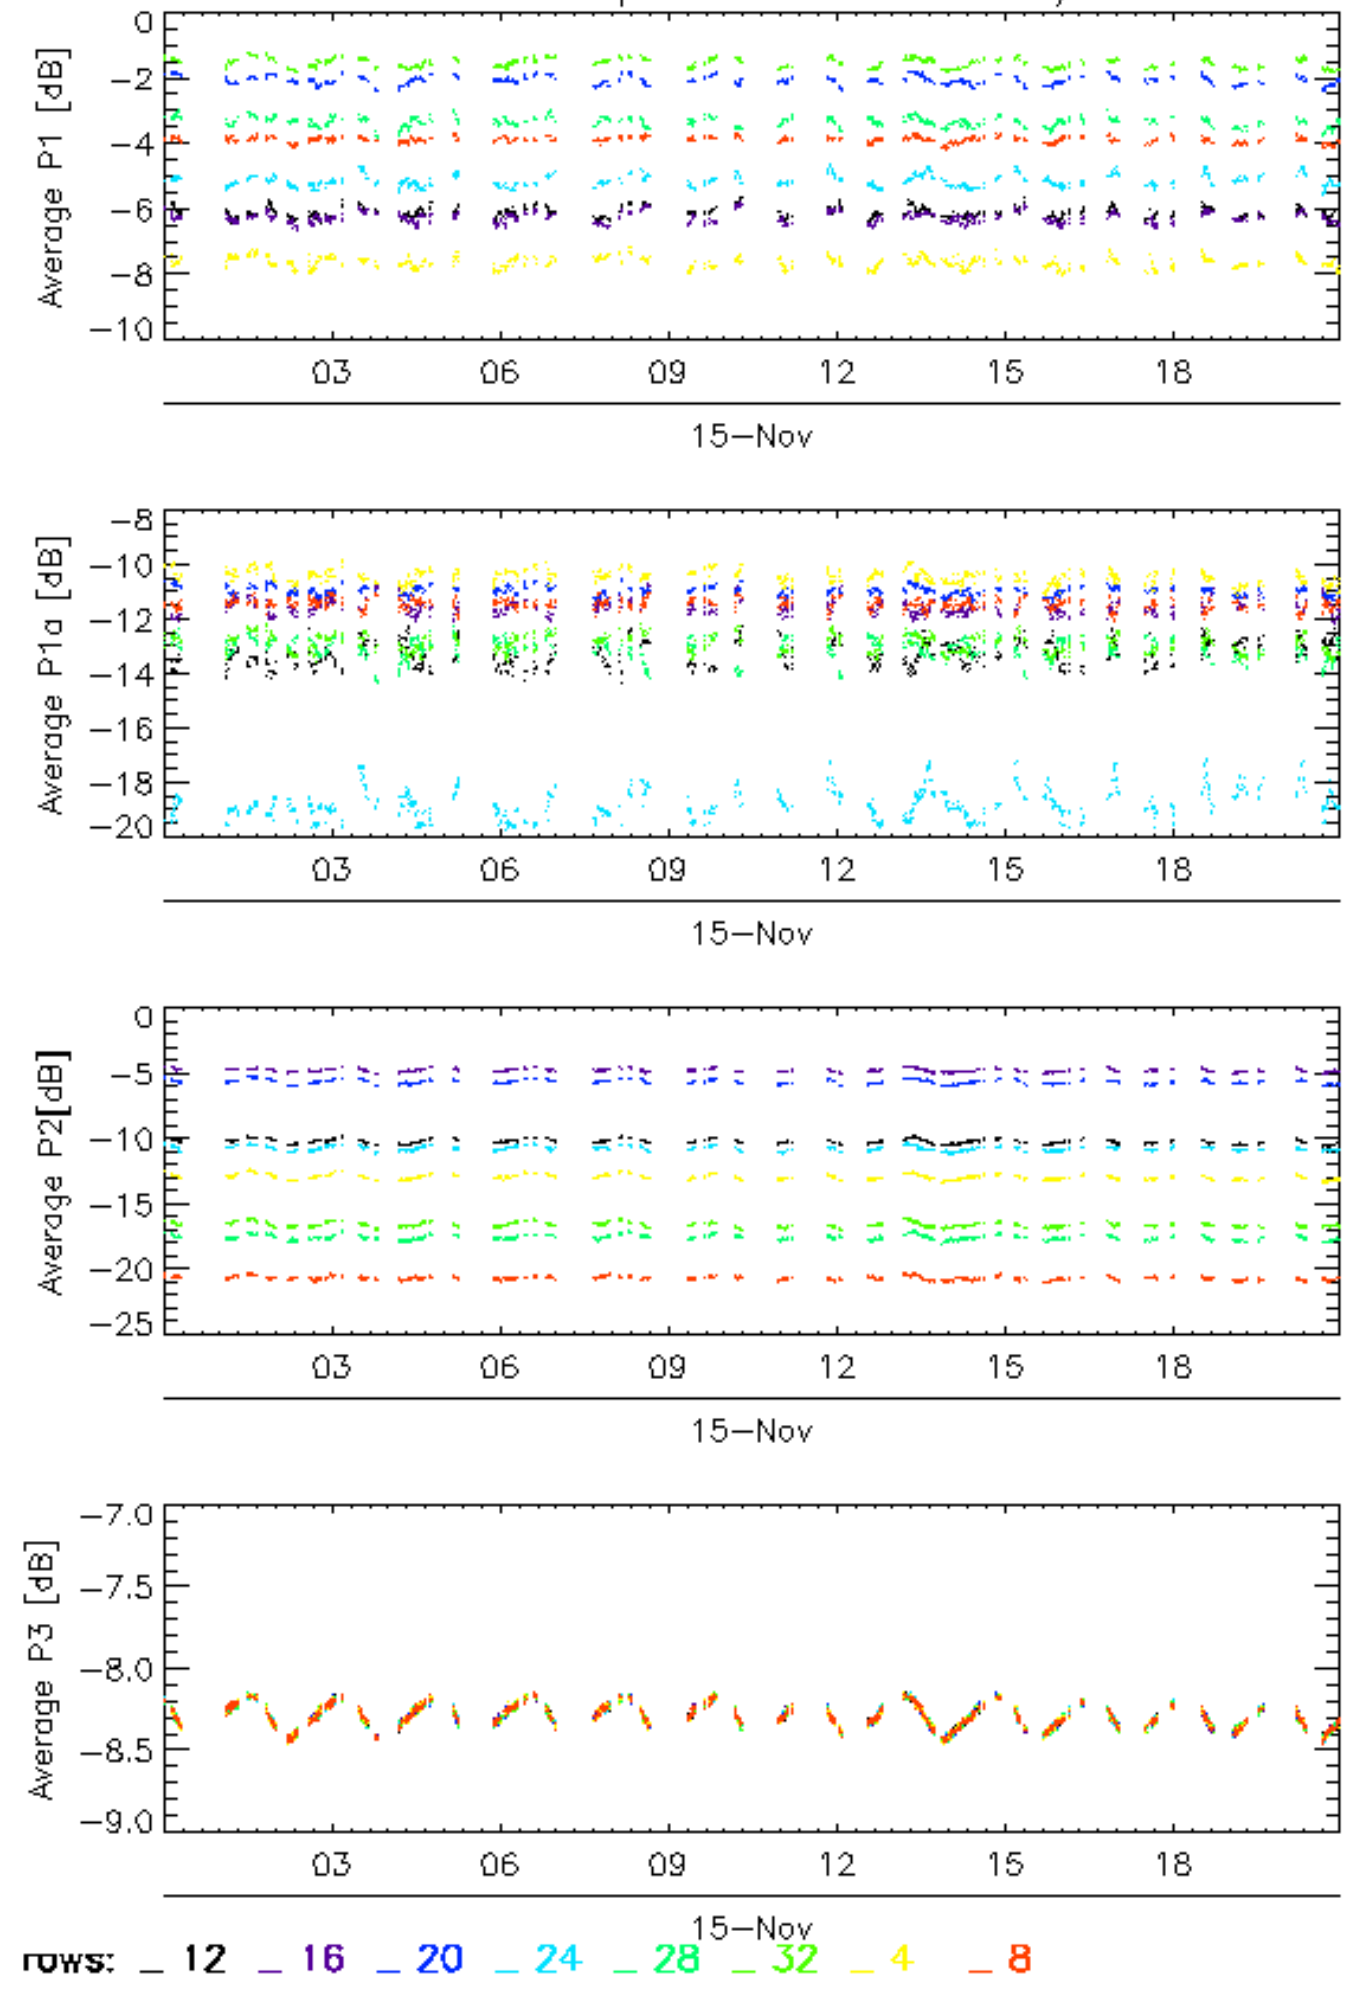 0
−2
−4
−6
−8
−10
Average P1 [dB]
03 06 09 12 15 18
15−Nov
−8
−10
−12
−14
−16
−18
−20
Average P1a [dB]
03 06 09 12 15 18
15−Nov
0
−5
−10
−15
−20
−25
Average P2[dB]
03 06 09 12 15 18
15−Nov
−7.0
−7.5
−8.0
−8.5
−9.0
Average P3 [dB]
03 06 09 12 15 18
15−Nov
rows: _ 12 _ 16 _ 20 _ 24 _ 28 _ 32 _ 4 _ 8